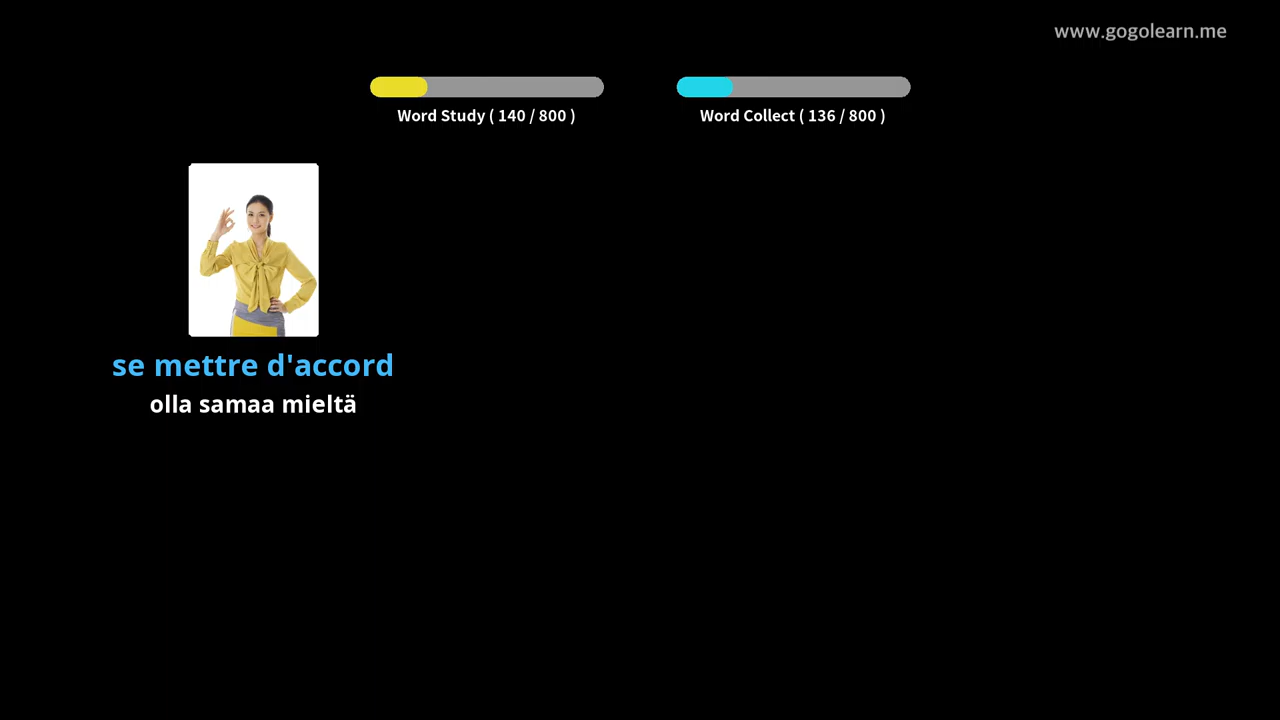 www.gogolearn.me
Word Study ( 140 / 800 )
Word Collect ( 136 / 800 )
se mettre d'accord
olla samaa mieltä